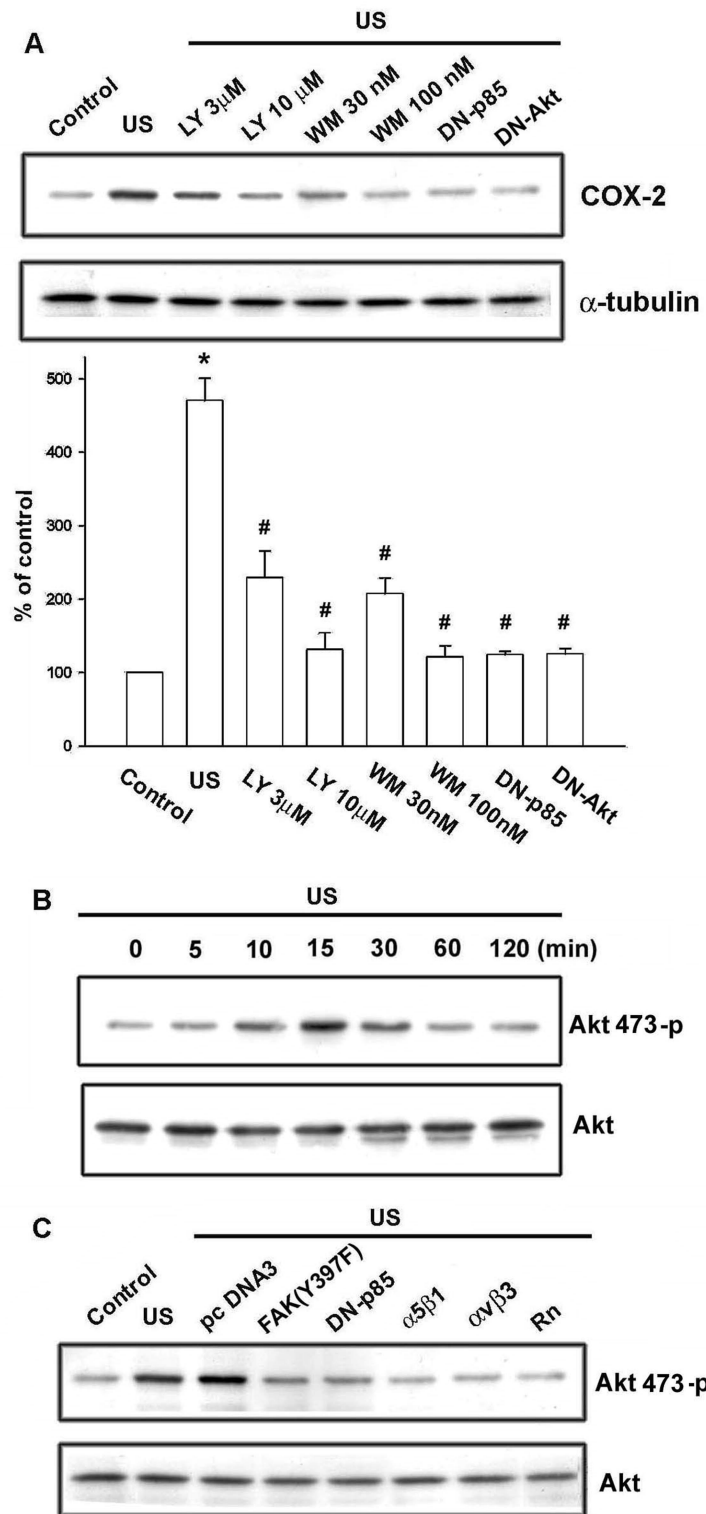 A
US
Control US LY 3μM LY 10 μM WM 30 nM WM 100 nM DN-p85 DN-Akt
COX-2
α-tubulin
% of control
500
400
300
200
100
0
*
#
#
#
#
#
#
Control US LY 3μM LY 10μM WM 30nM WM 100nM DN-p85 DN-Akt
B
US
0 5 10 15 30 60 120 (min)
Akt 473-p
Akt
C
US
Control US pc DNA3 FAK(Y397F) DN-p85 α5β1 αvβ3 Rn
Akt 473-p
Akt